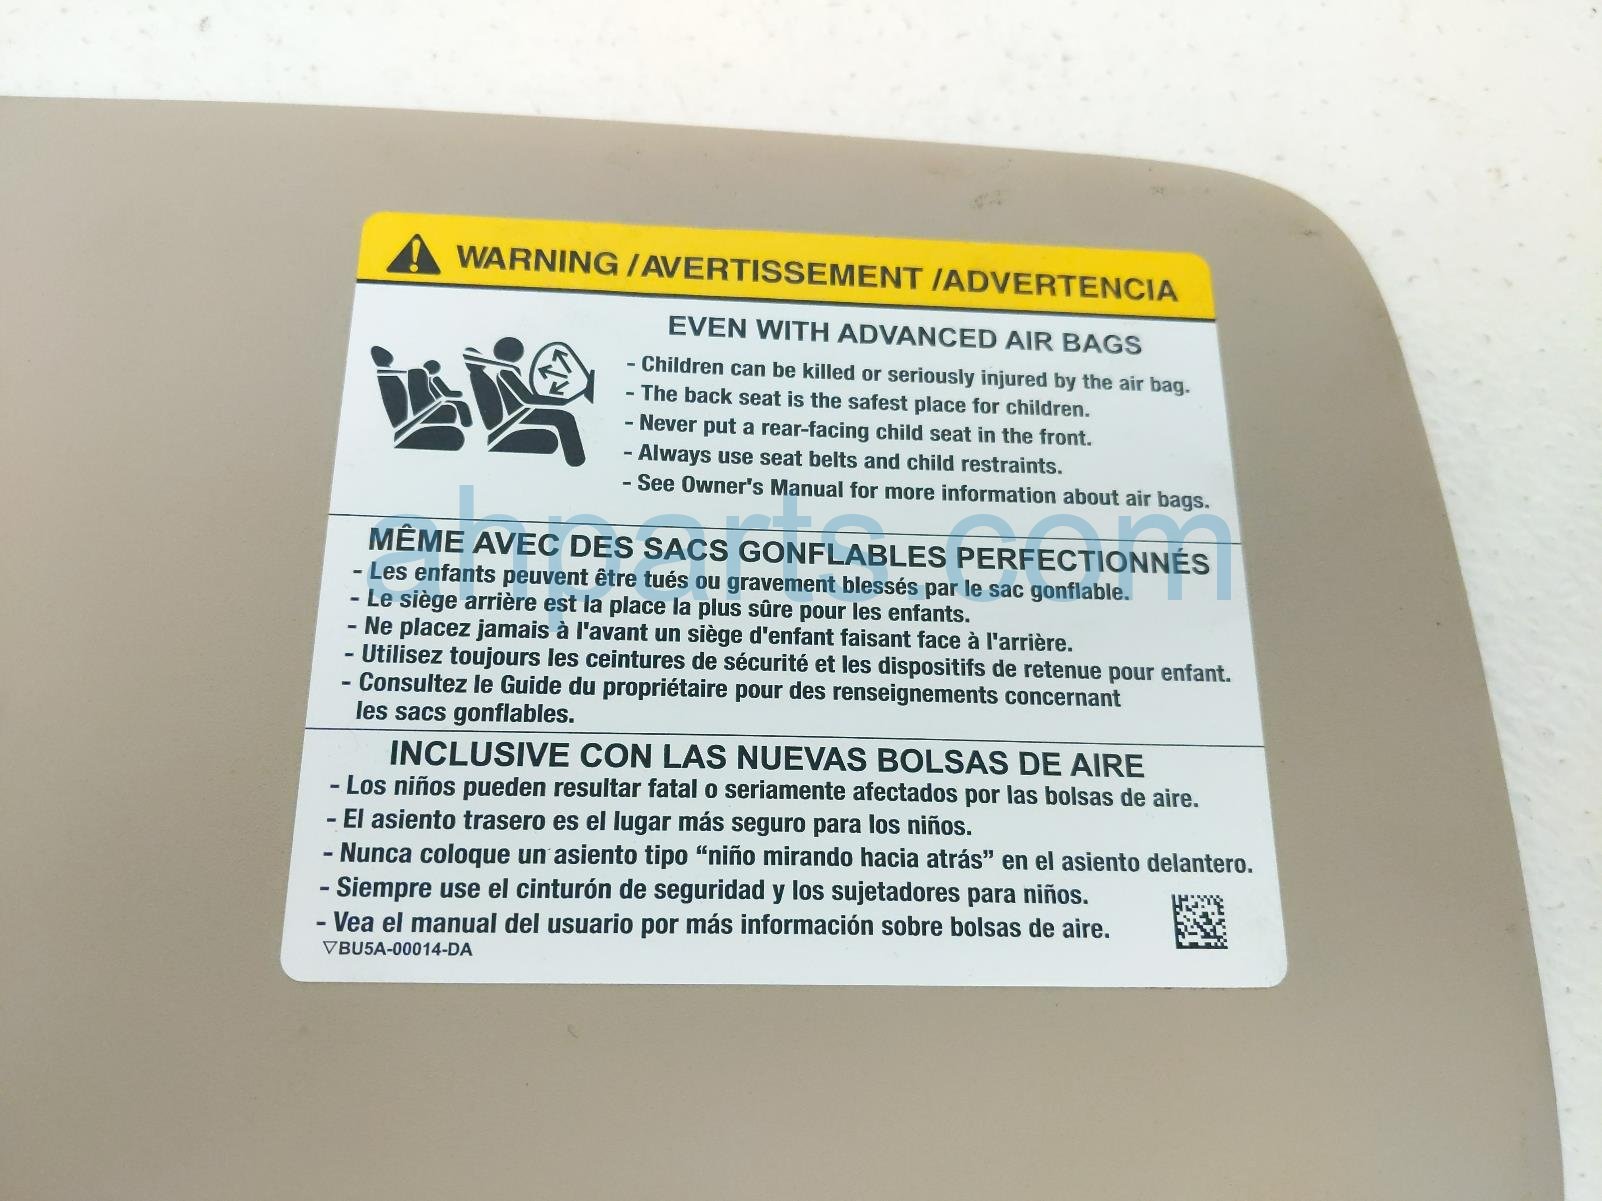 WARNING / AVERTISSEMENT / ADVERTENCIA
EVEN WITH ADVANCED AIR BAGS
- Children can be killed or seriously injured by the air bag.
- The back seat is the safest place for children.
- Never put a rear-facing child seat in the front.
- Always use seat belts and child restraints.
- See Owner's Manual for more information about air bags.
ahparts.com
MÊME AVEC DES SACS GONFLABLES PERFECTIONNÉS
- Les enfants peuvent être tués ou gravement blessés par le sac gonflable.
- Le siège arrière est la place la plus sûre pour les enfants.
- Ne placez jamais à l'avant un siège d'enfant faisant face à l'arrière.
- Utilisez toujours les ceintures de sécurité et les dispositifs de retenue pour enfant.
- Consultez le Guide du propriétaire pour des renseignements concernant
les sacs gonflables.
INCLUSIVE CON LAS NUEVAS BOLSAS DE AIRE
- Los niños pueden resultar fatal o seriamente afectados por las bolsas de aire.
- El asiento trasero es el lugar más seguro para los niños.
- Nunca coloque un asiento tipo “niño mirando hacia atrás” en el asiento delantero.
- Siempre use el cinturón de seguridad y los sujetadores para niños.
- Vea el manual del usuario por más información sobre bolsas de aire.
▽BU5A-00014-DA